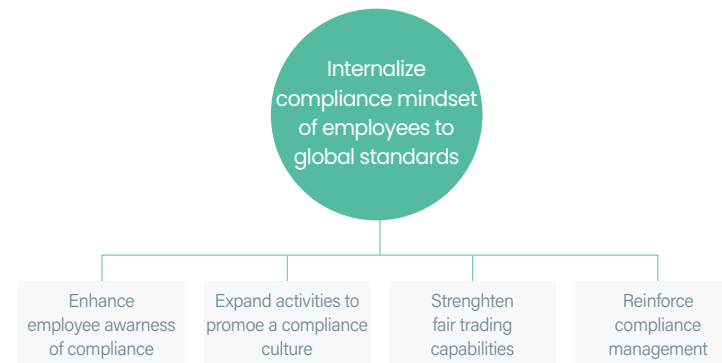 Internalize
compliance mindset
of employees to
global standards
Enhance
employee awarness
of compliance
Expand activities to
promoe a compliance
culture
Strenghten
fair trading
capabilities
Reinforce
compliance
management